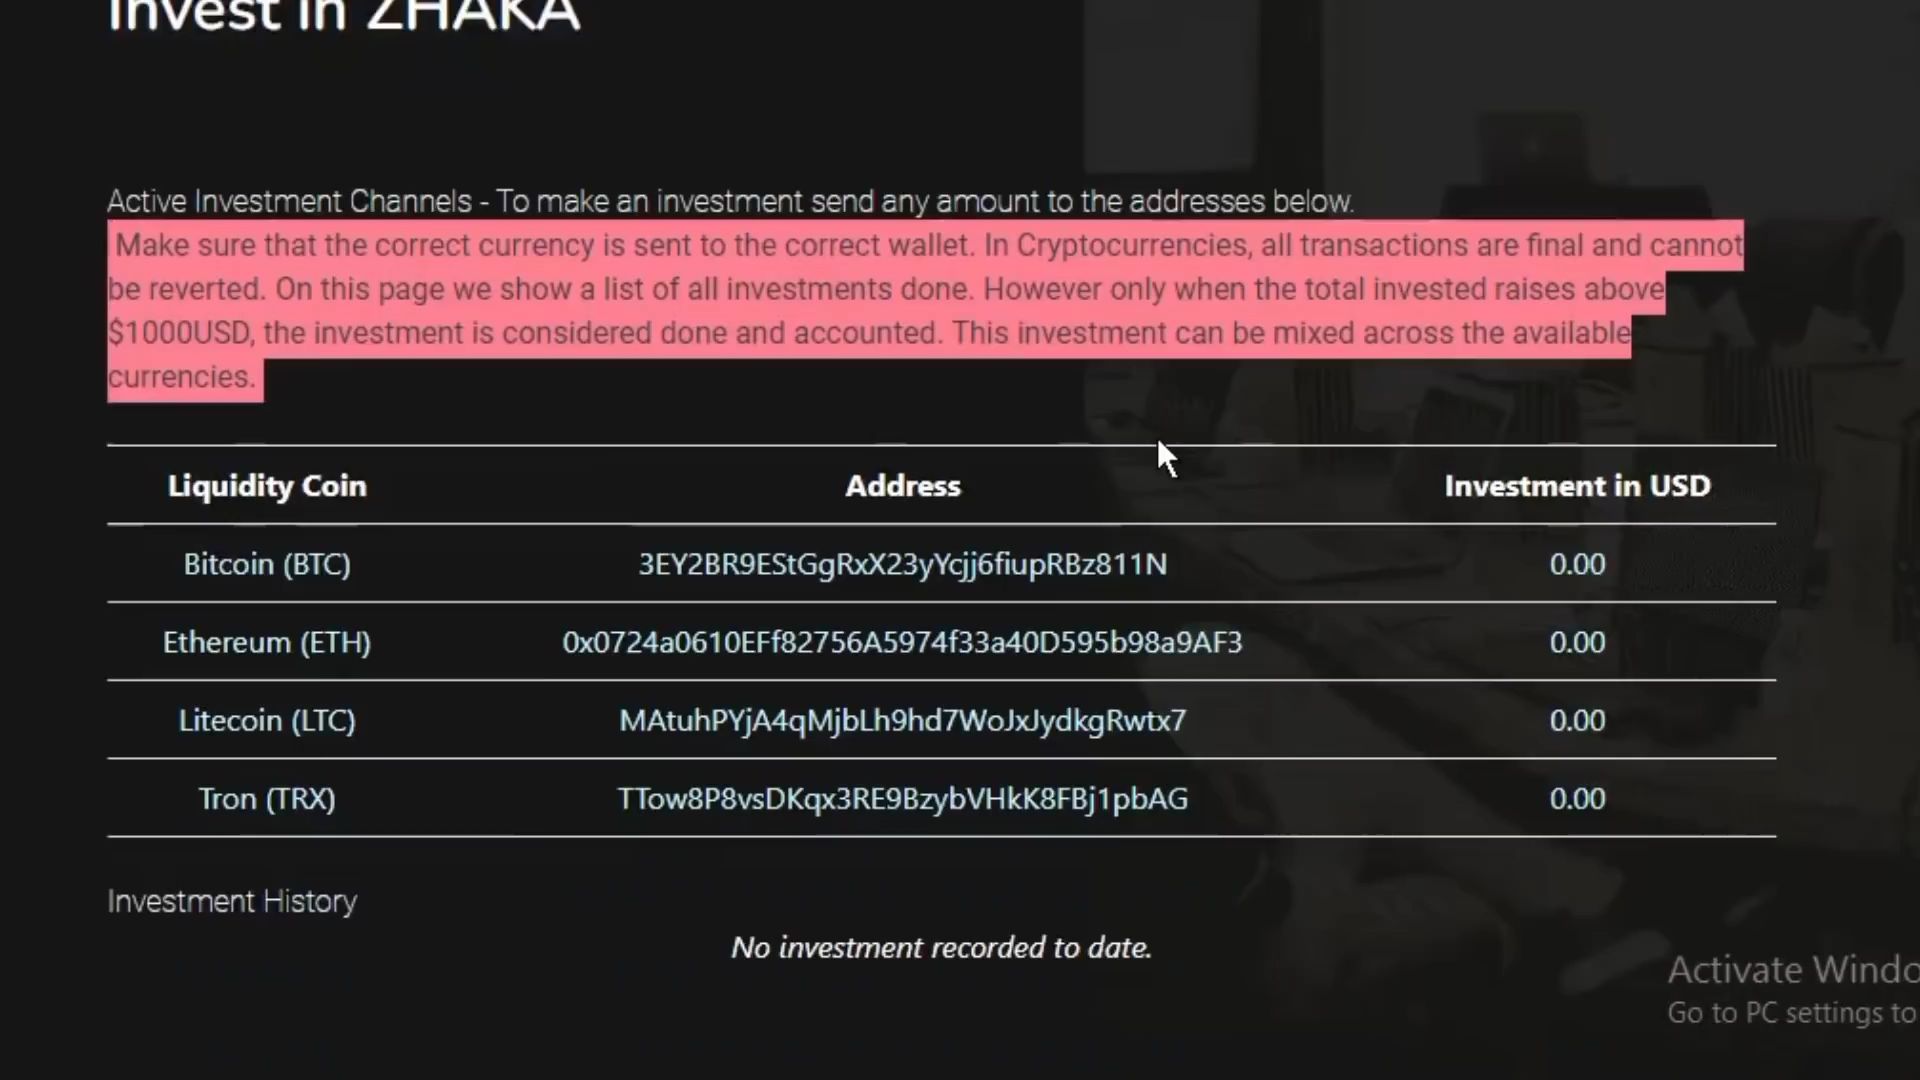 Invest in ZHAKA
Active Investment Channels - To make an investment send any amount to the addresses below.
Make sure that the correct currency is sent to the correct wallet. In Cryptocurrencies, all transactions are final and cannot
be reverted. On this page we show a list of all investments done. However only when the total invested raises above
$1000USD, the investment is considered done and accounted. This investment can be mixed across the available
currencies.
Liquidity Coin Address Investment in USD
Bitcoin (BTC) 3EY2BR9EStGgRxX23yYcjj6fiupRBz811N 0.00
Ethereum (ETH) 0x0724a0610EFf82756A5974f33a40D595b98a9AF3 0.00
Litecoin (LTC) MAtuhPYjA4qMjbLh9hd7WoJxJydkgRwtx7 0.00
Tron (TRX) TTow8P8vsDKqx3RE9BzybVHkK8FBj1pbAG 0.00
Investment History
No investment recorded to date.
Activate Windo
Go to PC settings to